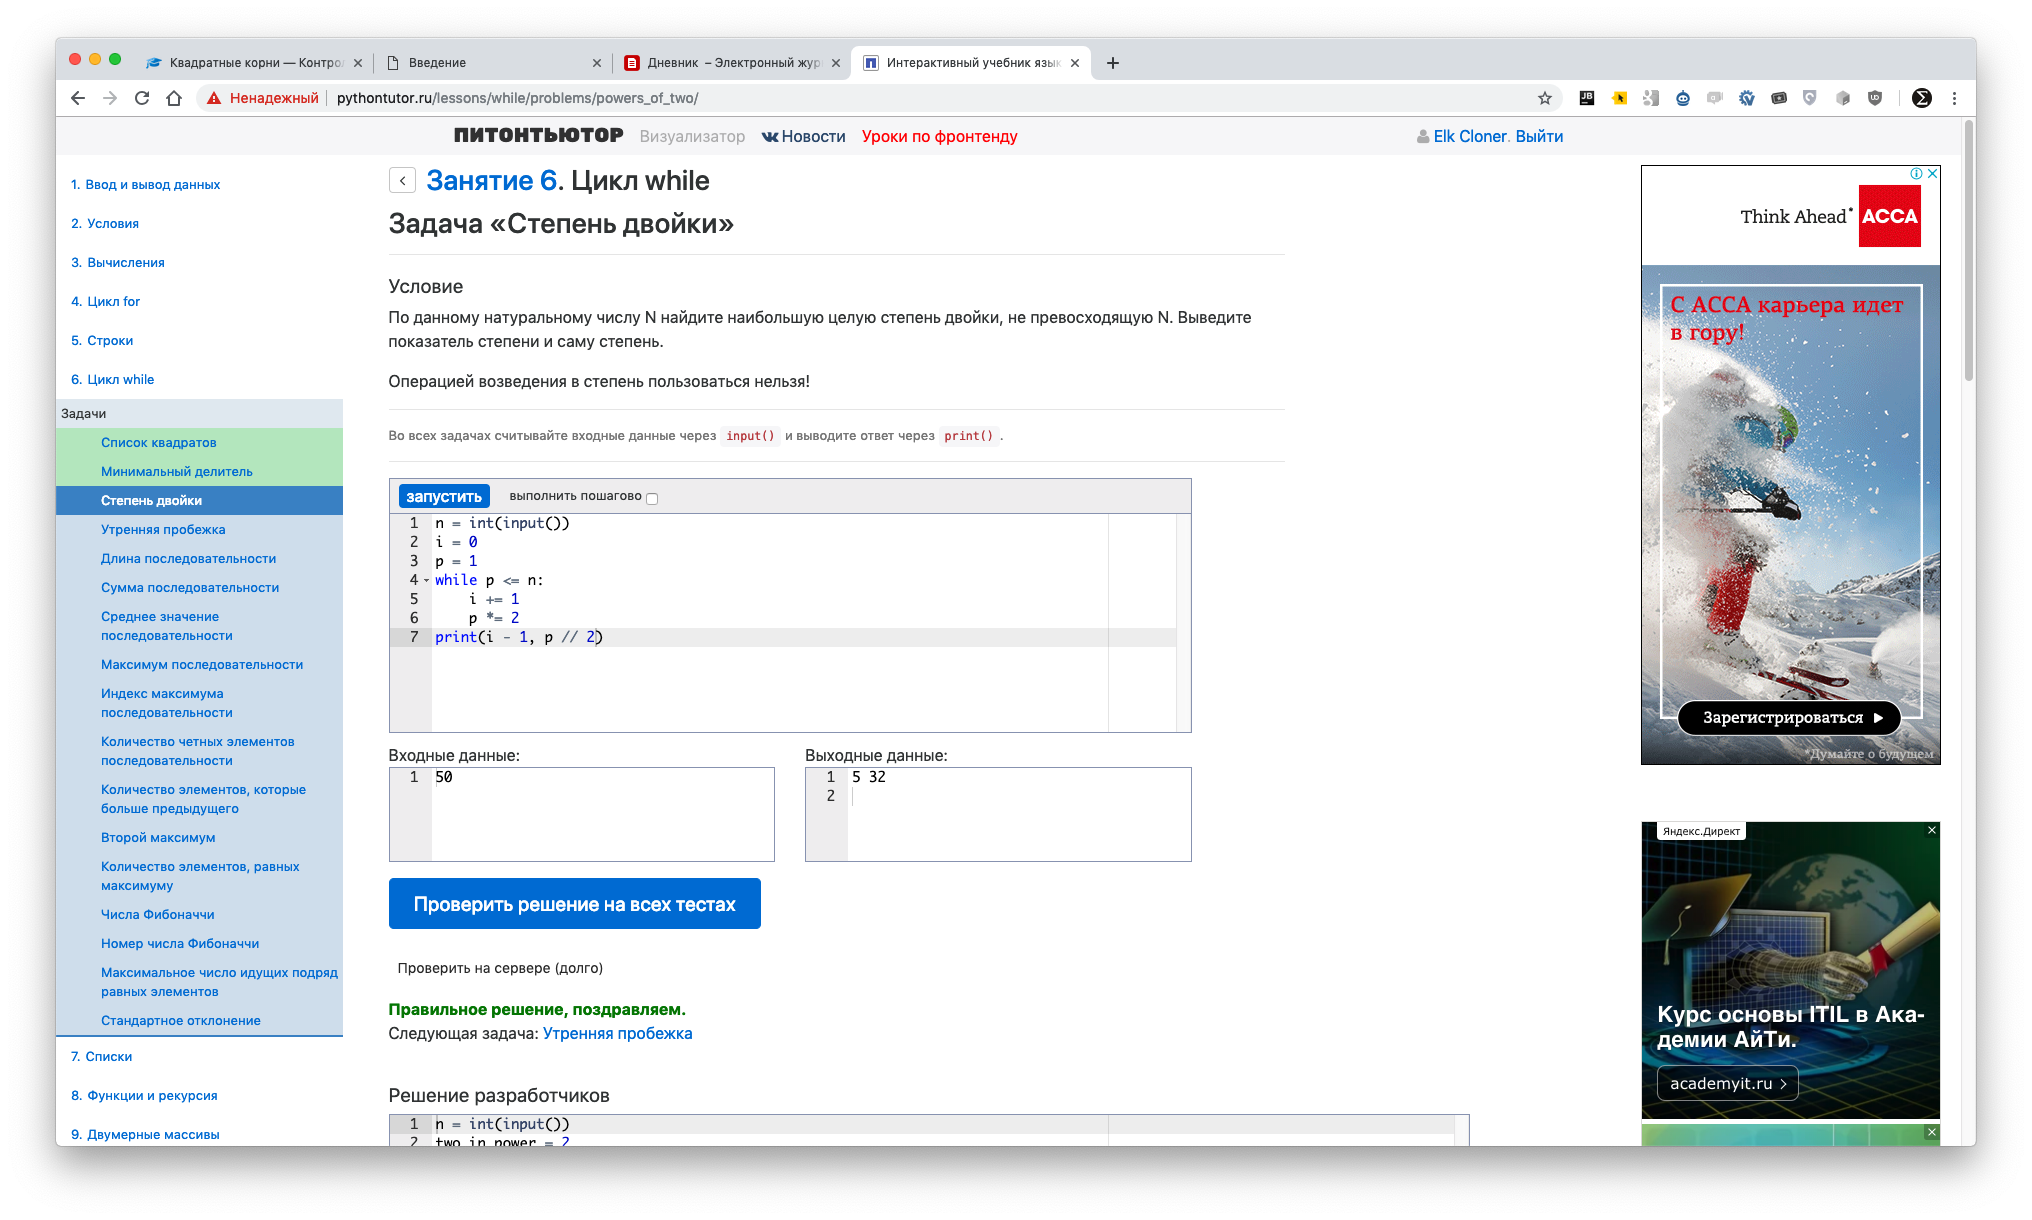 Квадратные корни — Контро
Введение
Дневник – Электронный жур
Интерактивный учебник язык
Ненадежный
pythontutor.ru/lessons/while/problems/powers_of_two/
ПИТОНТЬЮТОР
Визуализатор
Новости
Уроки по фронтенду
Elk Cloner. Выйти
1. Ввод и вывод данных
2. Условия
3. Вычисления
4. Цикл for
5. Строки
6. Цикл while
Задачи
Список квадратов
Минимальный делитель
Степень двойки
Утренняя пробежка
Длина последовательности
Сумма последовательности
Среднее значение
последовательности
Максимум последовательности
Индекс максимума
последовательности
Количество четных элементов
последовательности
Количество элементов, которые
больше предыдущего
Второй максимум
Количество элементов, равных
максимуму
Числа Фибоначчи
Номер числа Фибоначчи
Максимальное число идущих подряд
равных элементов
Стандартное отклонение
7. Списки
8. Функции и рекурсия
9. Двумерные массивы
Занятие 6. Цикл while
Задача «Степень двойки»
Условие
По данному натуральному числу N найдите наибольшую целую степень двойки, не превосходящую N. Выведите
показатель степени и саму степень.
Операцией возведения в степень пользоваться нельзя!
Во всех задачах считывайте входные данные через input() и выводите ответ через print().
запустить
выполнить пошагово
1 n = int(input())
2 i = 0
3 p = 1
4 while p <= n:
5     i += 1
6     p *= 2
7 print(i - 1, p // 2)
Входные данные:
1 50
Выходные данные:
1 5 32
2
Проверить решение на всех тестах
Проверить на сервере (долго)
Правильное решение, поздравляем.
Следующая задача: Утренняя пробежка
Решение разработчиков
1 n = int(input())
2 two_in_power = 2
Think Ahead*
ACCA
С ACCA карьера идет
в гору!
Зарегистрироваться
*Думайте о будущем
Яндекс.Директ
Курс основы ITIL в Ака-
демии АйТи.
academyit.ru